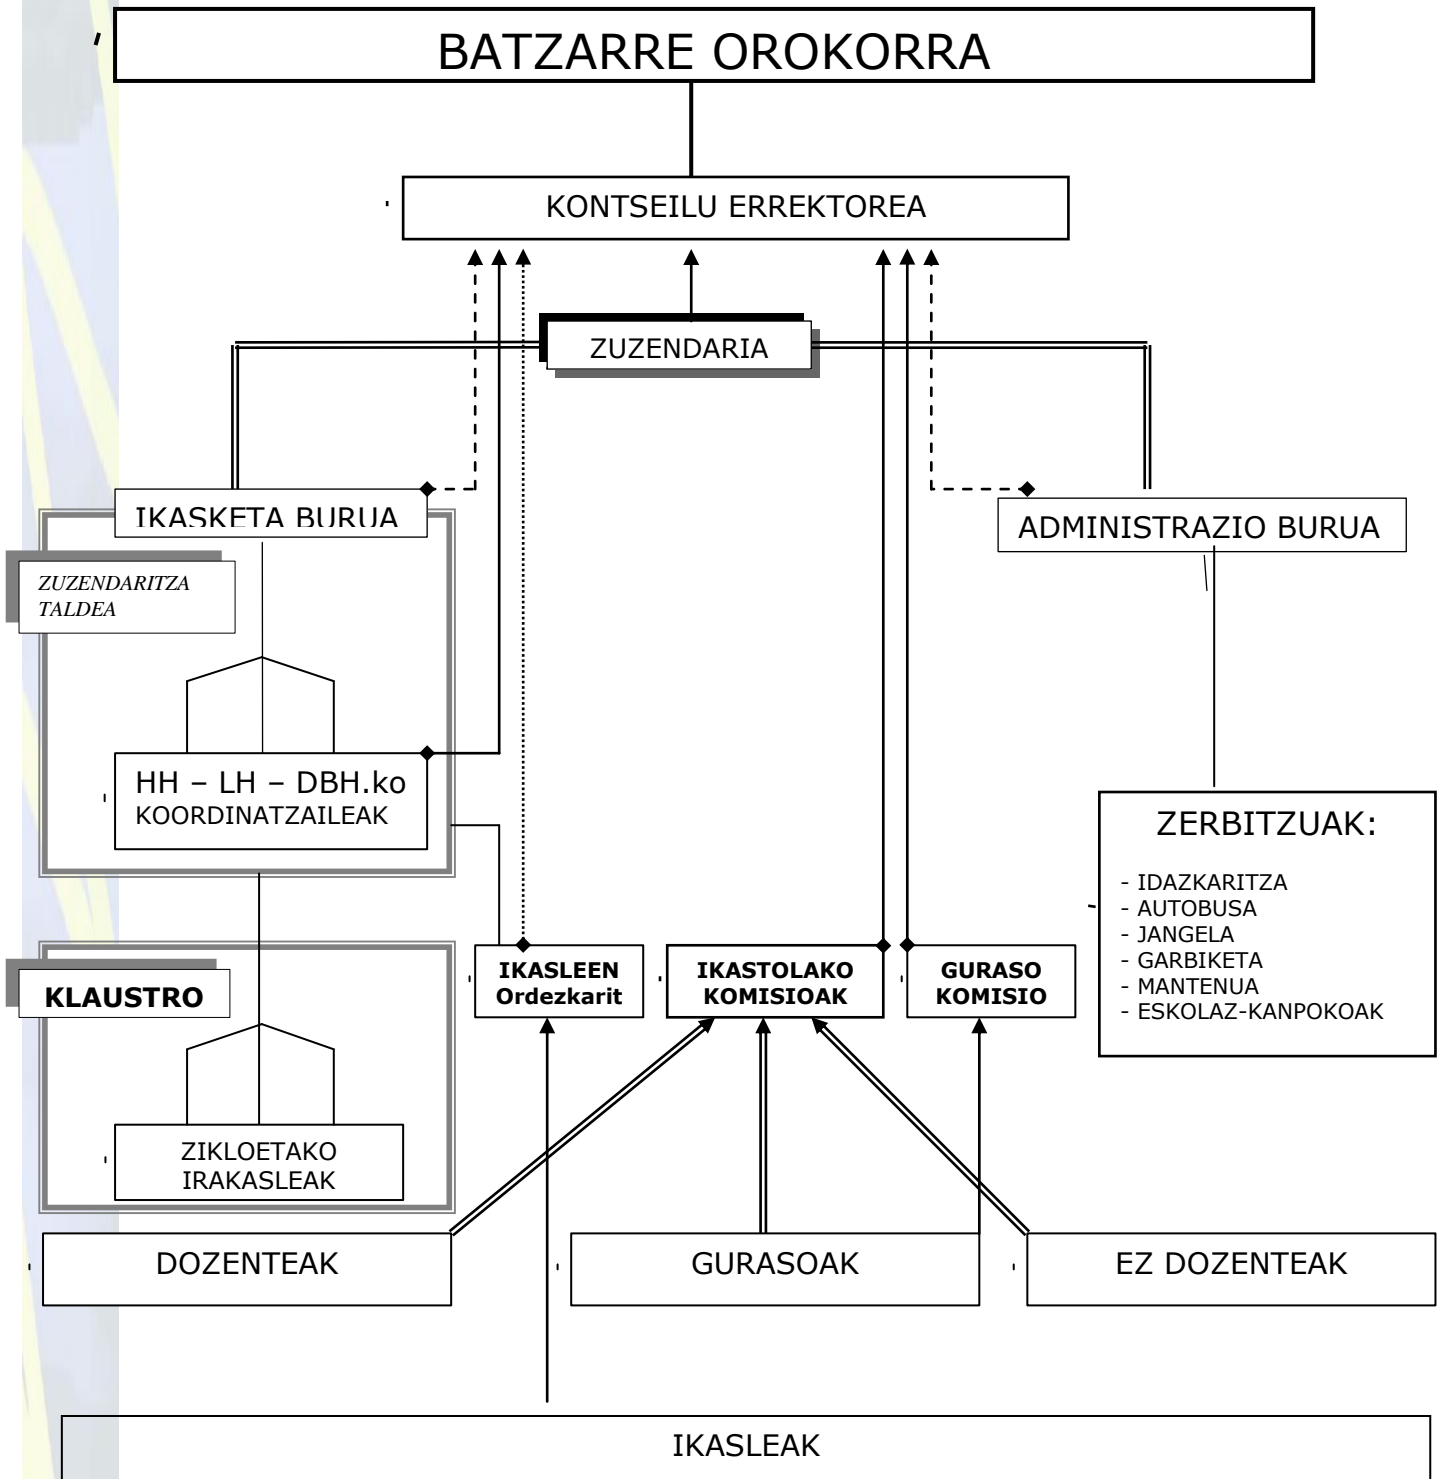 BATZARRE OROKORRA
KONTSEILU ERREKTOREA
ZUZENDARIA
IKASKETA BURUA
ADMINISTRAZIO BURUA
ZUZENDARITZA
TALDEA
HH – LH – DBH.ko
KOORDINATZAILEAK
ZERBITZUAK:
- IDAZKARITZA
- AUTOBUSA
- JANGELA
- GARBIKETA
- MANTENUA
- ESKOLAZ-KANPOKOAK
KLAUSTRO
IKASLEEN
Ordezkarit
IKASTOLAKO
KOMISIOAK
GURASO
KOMISIO
ZIKLOETAKO
IRAKASLEAK
DOZENTEAK
GURASOAK
EZ DOZENTEAK
IKASLEAK